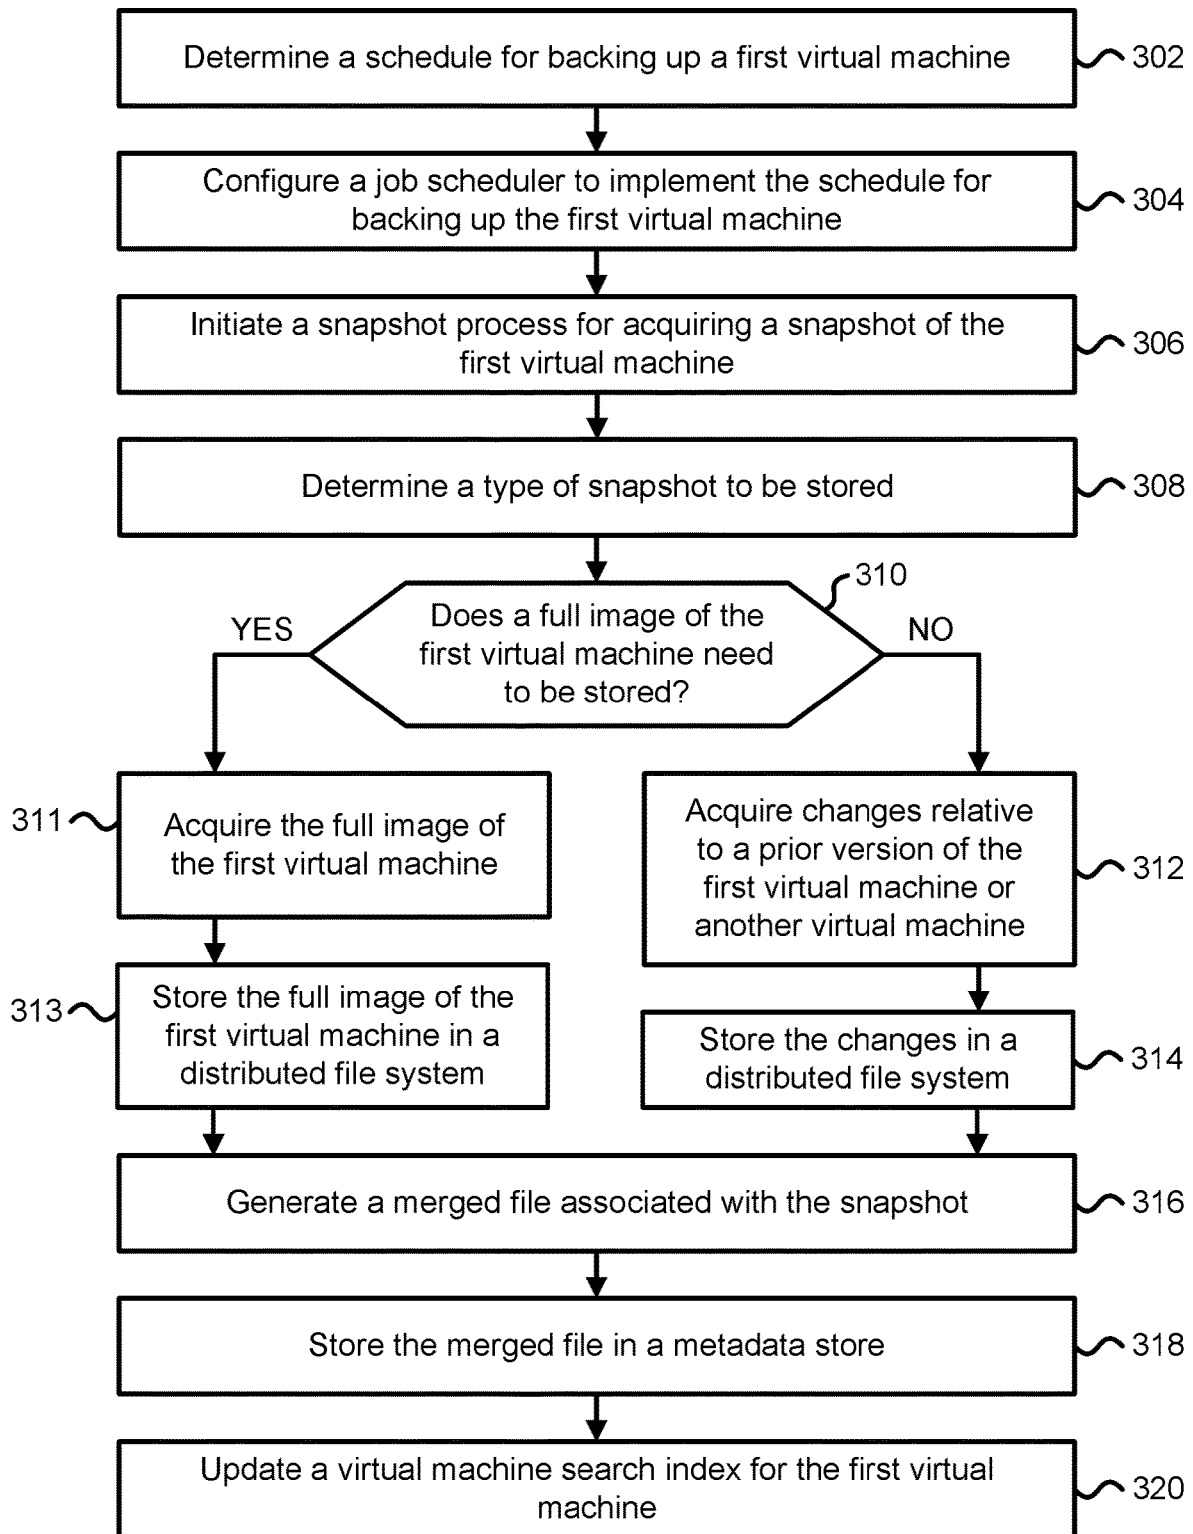 Determine a schedule for backing up a first virtual machine
302
Configure a job scheduler to implement the schedule for
backing up the first virtual machine
304
Initiate a snapshot process for acquiring a snapshot of the
first virtual machine
306
Determine a type of snapshot to be stored
308
310
Does a full image of the
first virtual machine need
to be stored?
YES
NO
311
Acquire the full image of
the first virtual machine
Acquire changes relative
to a prior version of the
first virtual machine or
another virtual machine
312
313
Store the full image of the
first virtual machine in a
distributed file system
Store the changes in a
distributed file system
314
Generate a merged file associated with the snapshot
316
Store the merged file in a metadata store
318
Update a virtual machine search index for the first virtual
machine
320